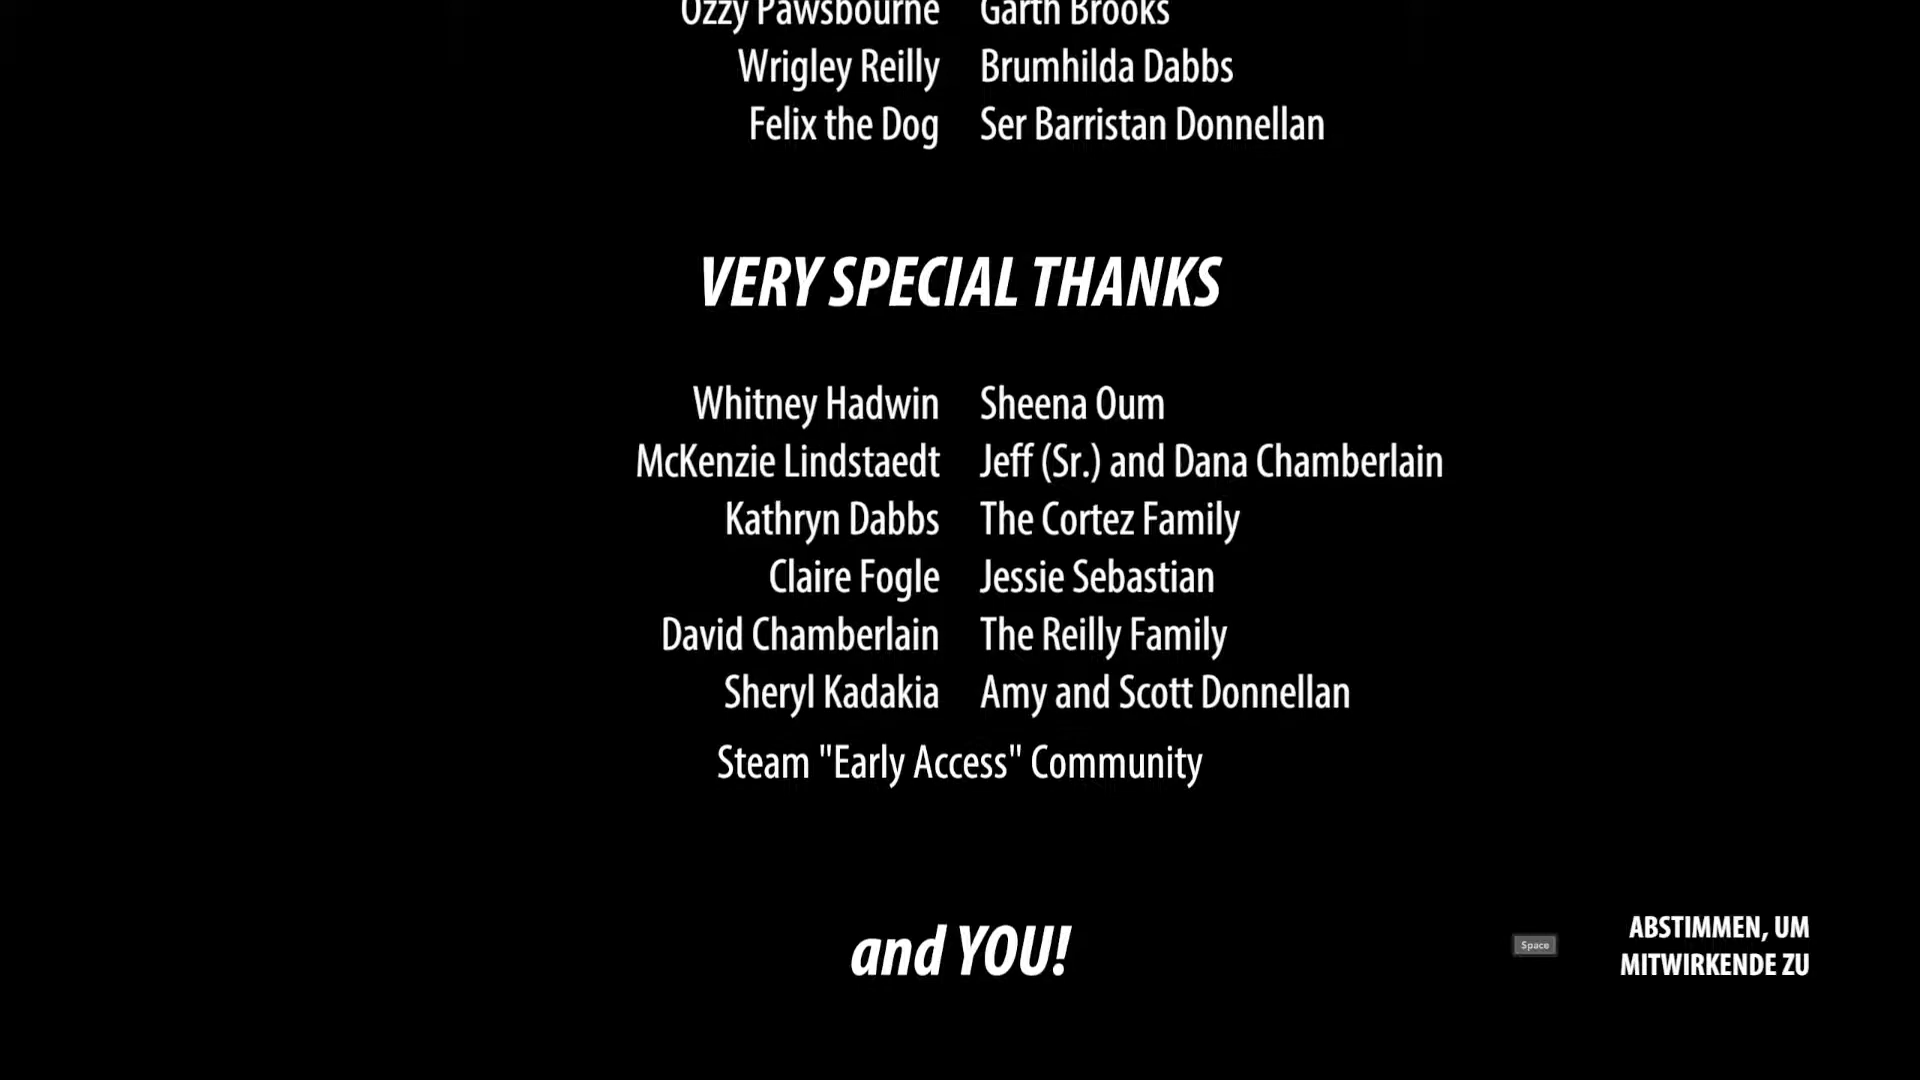 Ozzy Pawsbourne Garth Brooks
Wrigley Reilly Brumhilda Dabbs
Felix the Dog Ser Barristan Donnellan
VERY SPECIAL THANKS
Whitney Hadwin Sheena Oum
McKenzie Lindstaedt Jeff (Sr.) and Dana Chamberlain
Kathryn Dabbs The Cortez Family
Claire Fogle Jessie Sebastian
David Chamberlain The Reilly Family
Sheryl Kadakia Amy and Scott Donnellan
Steam "Early Access" Community
and YOU!
Space
ABSTIMMEN, UM
MITWIRKENDE ZU